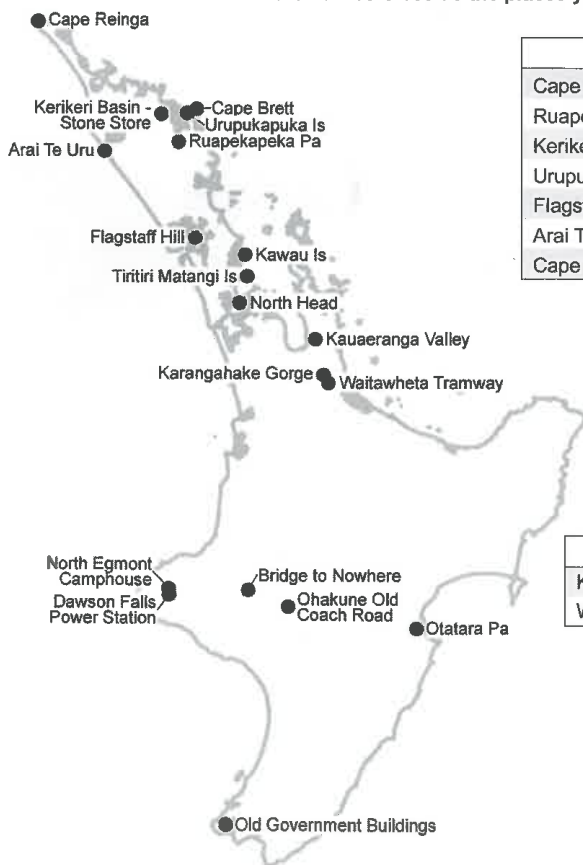 Cape Reinga
Kerikeri Basin -
Stone Store
Cape Brett
Urupukapuka Is
Ruapekapeka Pa
Arai Te Uru
Flagstaff Hill
Kawau Is
Tiritiri Matangi Is
North Head
Kauaeranga Valley
Karangahake Gorge
Waitawheta Tramway
North Egmont
Camphouse
Dawson Falls
Power Station
Bridge to Nowhere
Ohakune Old
Coach Road
Otatara Pa
Old Government Buildings
Cape
Ruape
Kerike
Urupu
Flags
Arai T
Cape
K
W